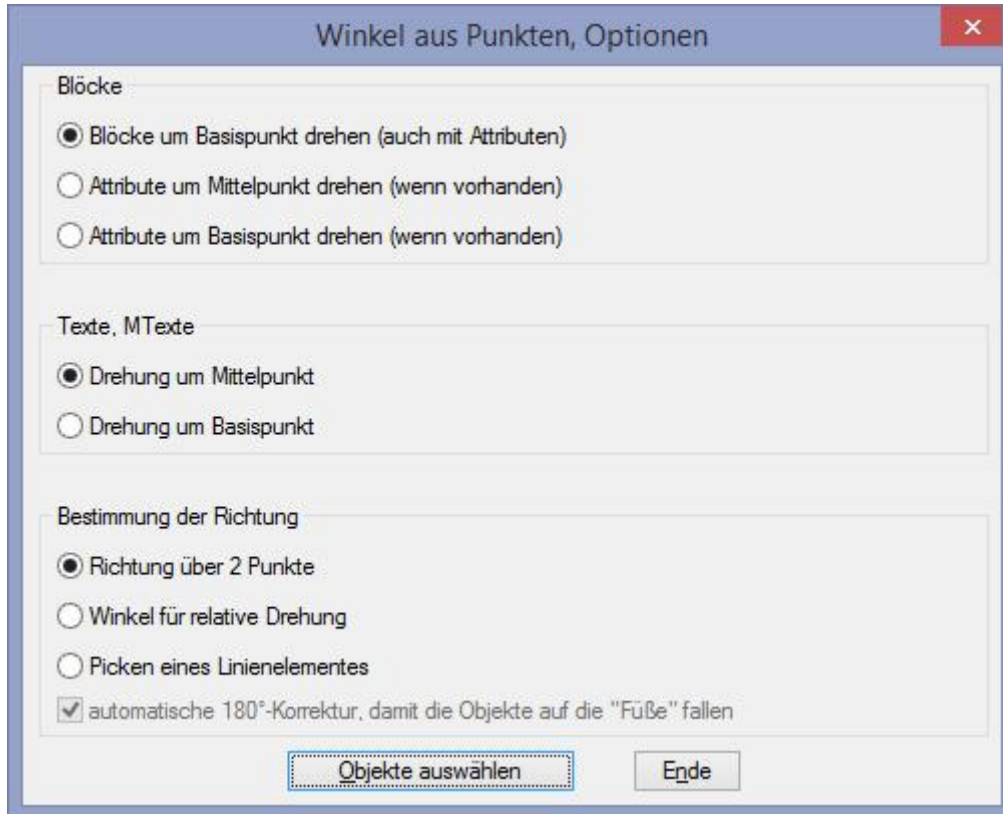 Winkel aus Punkten, Optionen
Blöcke
Blöcke um Basispunkt drehen (auch mit Attributen)
Attribute um Mittelpunkt drehen (wenn vorhanden)
Attribute um Basispunkt drehen (wenn vorhanden)
Texte, MTexte
Drehung um Mittelpunkt
Drehung um Basispunkt
Bestimmung der Richtung
Richtung über 2 Punkte
Winkel für relative Drehung
Picken eines Linienelementes
automatische 180°-Korrektur, damit die Objekte auf die "Füße" fallen
Objekte auswählen Ende